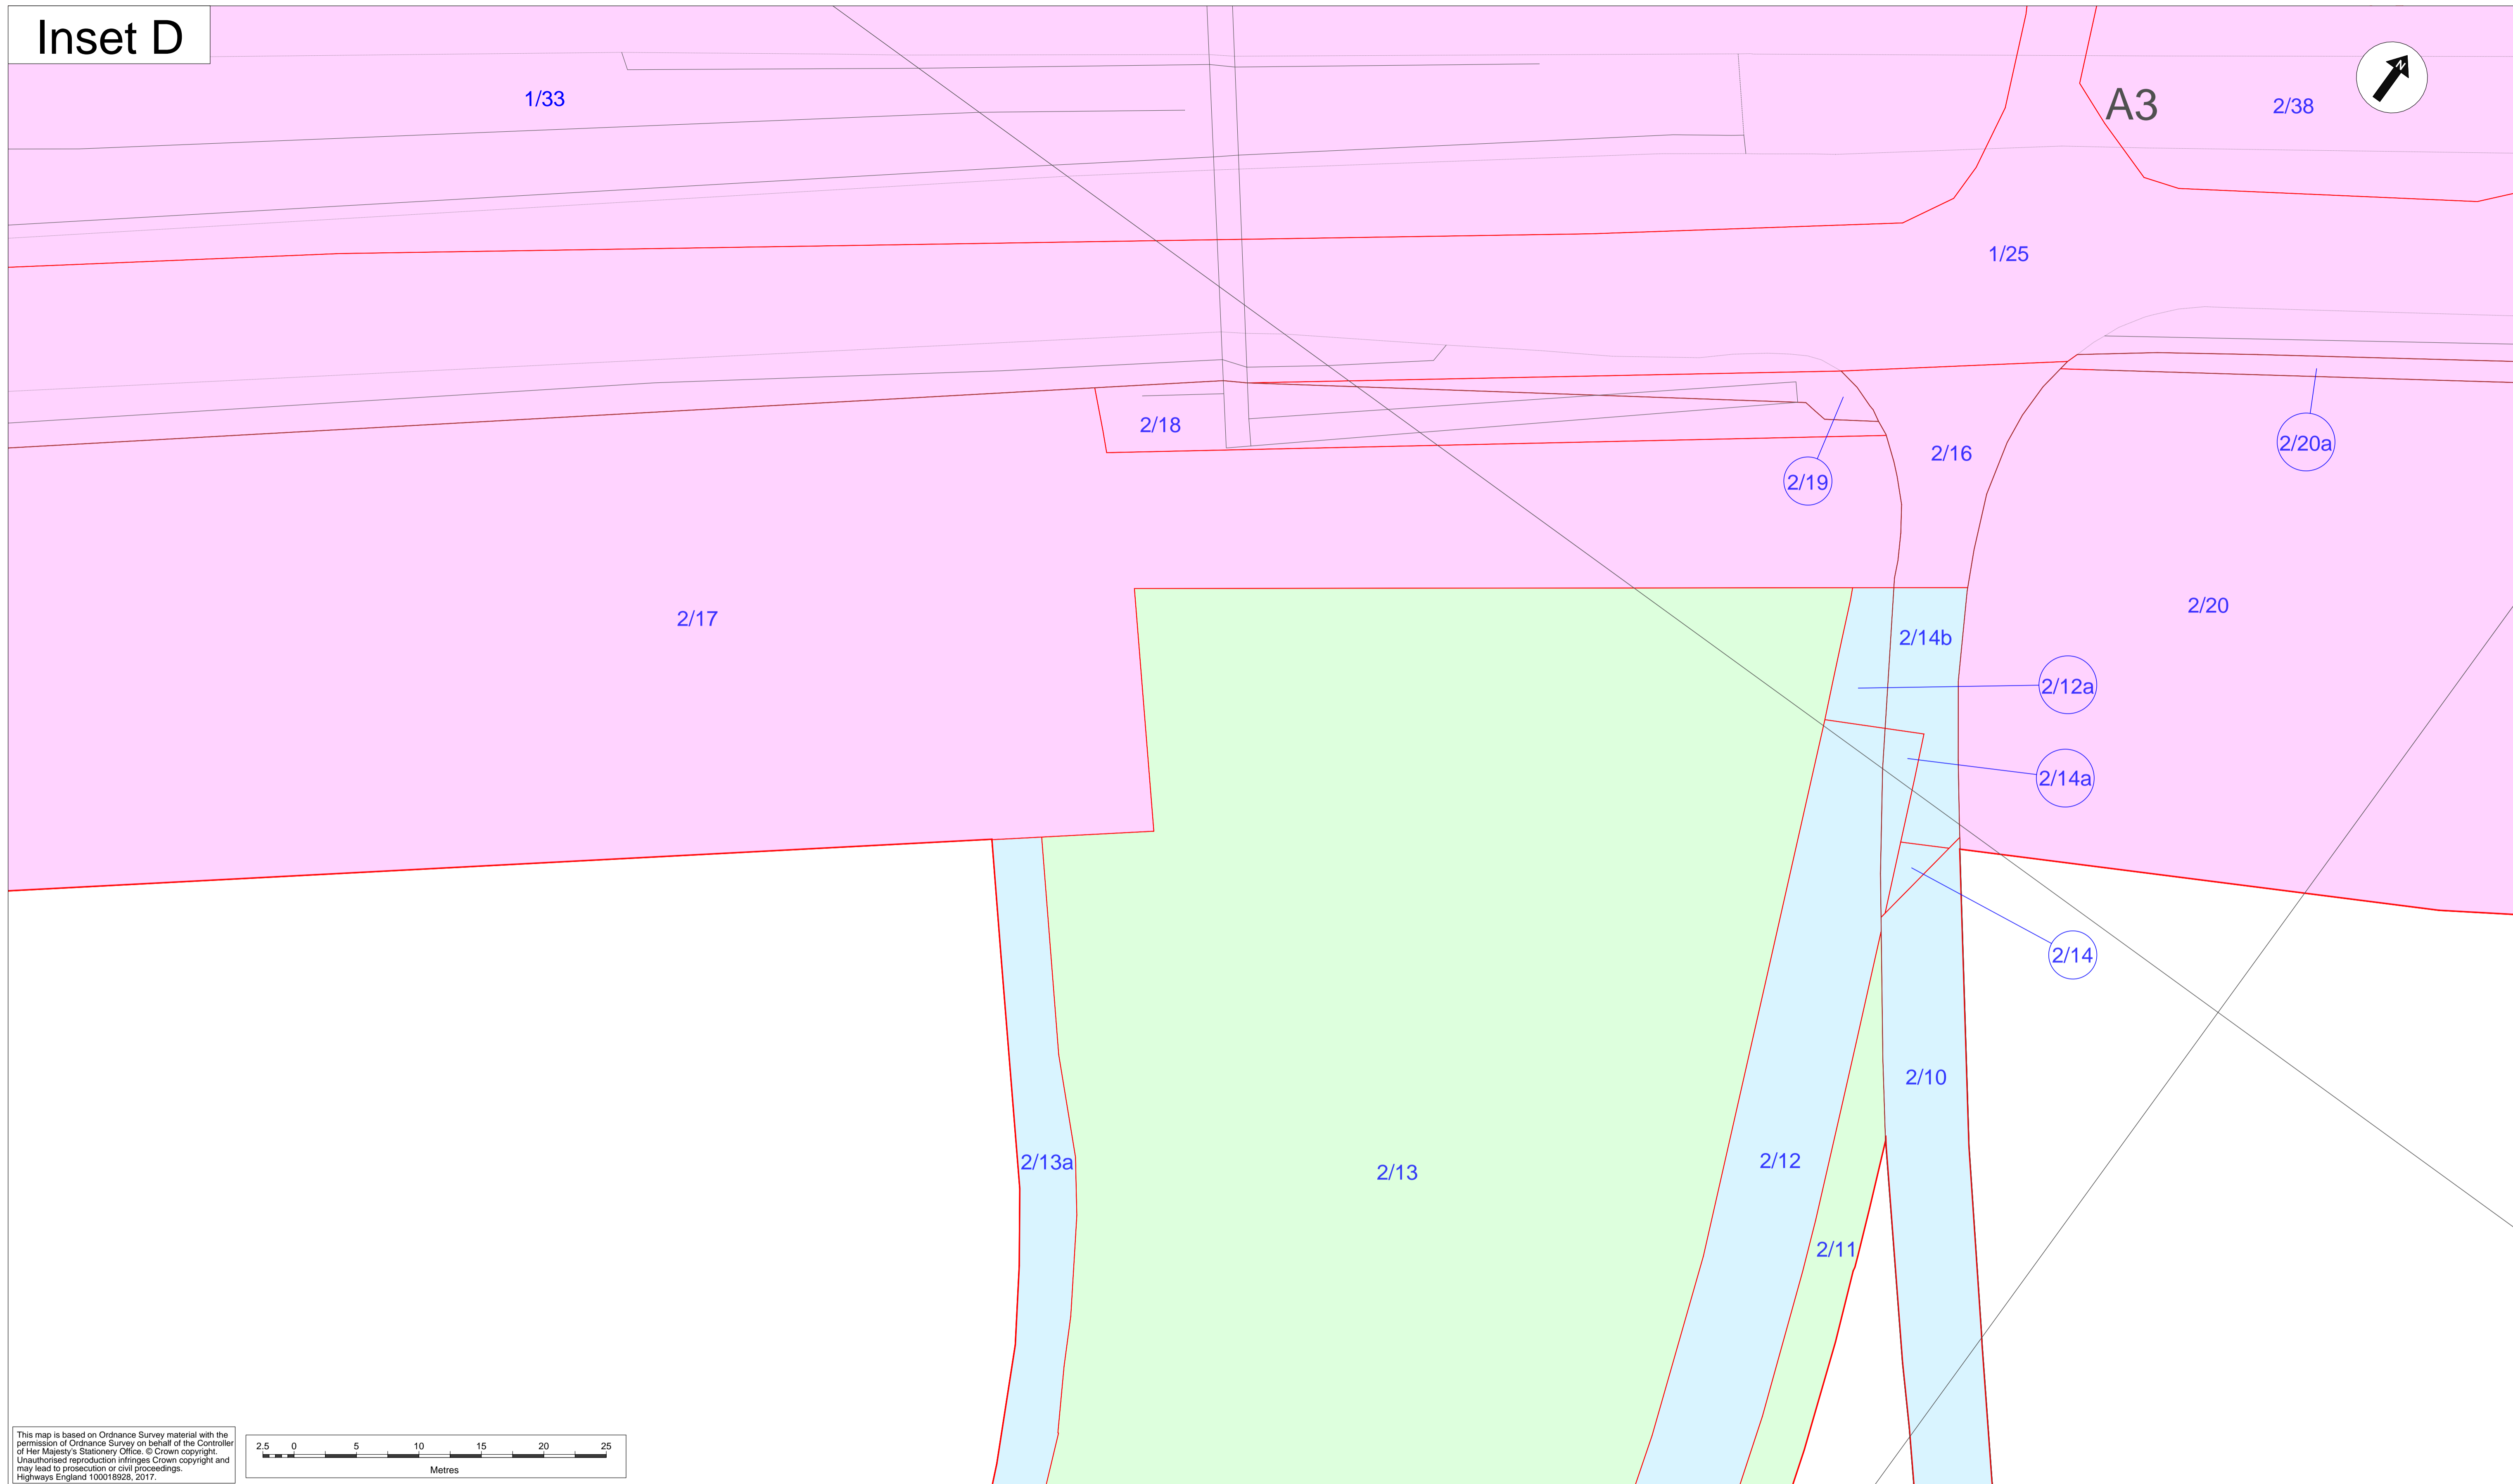 Inset D
1/33
A3
2/38
N
1/25
2/18
2/19
2/16
2/20a
2/17
2/14b
2/20
2/12a
2/14a
2/14
2/10
2/13a
2/13
2/12
2/11
This map is based on Ordnance Survey material with the
permission of Ordnance Survey on behalf of the Controller
of Her Majesty's Stationery Office. © Crown copyright.
Unauthorised reproduction infringes Crown copyright and
may lead to prosecution or civil proceedings.
Highways England 100018928, 2017.
2.5 0 5 10 15 20 25
Metres